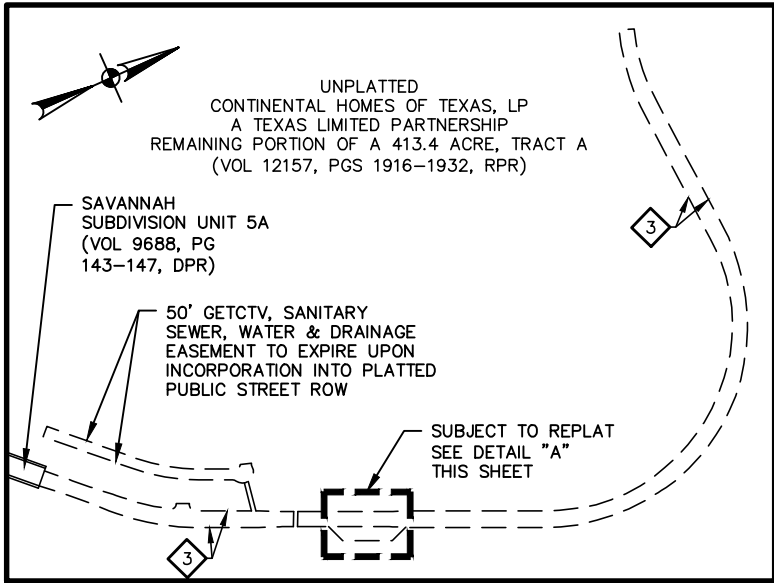 UNPLATTED
CONTINENTAL HOMES OF TEXAS, LP
A TEXAS LIMITED PARTNERSHIP
REMAINING PORTION OF A 413.4 ACRE, TRACT A
(VOL 12157, PGS 1916-1932, RPR)
SAVANNAH
SUBDIVISION UNIT 5A
(VOL 9688, PG
143-147, DPR)
3
50' GETCTV, SANITARY
SEWER, WATER & DRAINAGE
EASEMENT TO EXPIRE UPON
INCORPORATION INTO PLATTED
PUBLIC STREET ROW
SUBJECT TO REPLAT
SEE DETAIL "A"
THIS SHEET
3